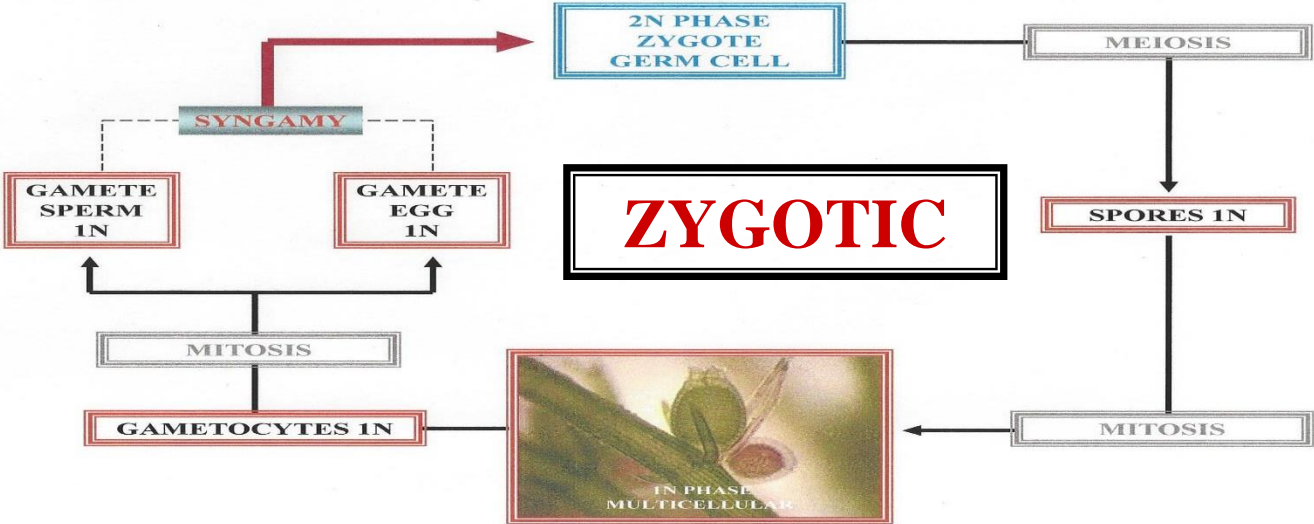 2N PHASE
ZYGOTE
GERM CELL
MEIOSIS
SYNGAMY
GAMETE
SPERM
1N
GAMETE
EGG
1N
ZYGOTIC
SPORES 1N
MITOSIS
GAMETOCYTES 1N
1N PHASE
MULTICELLULAR
MITOSIS